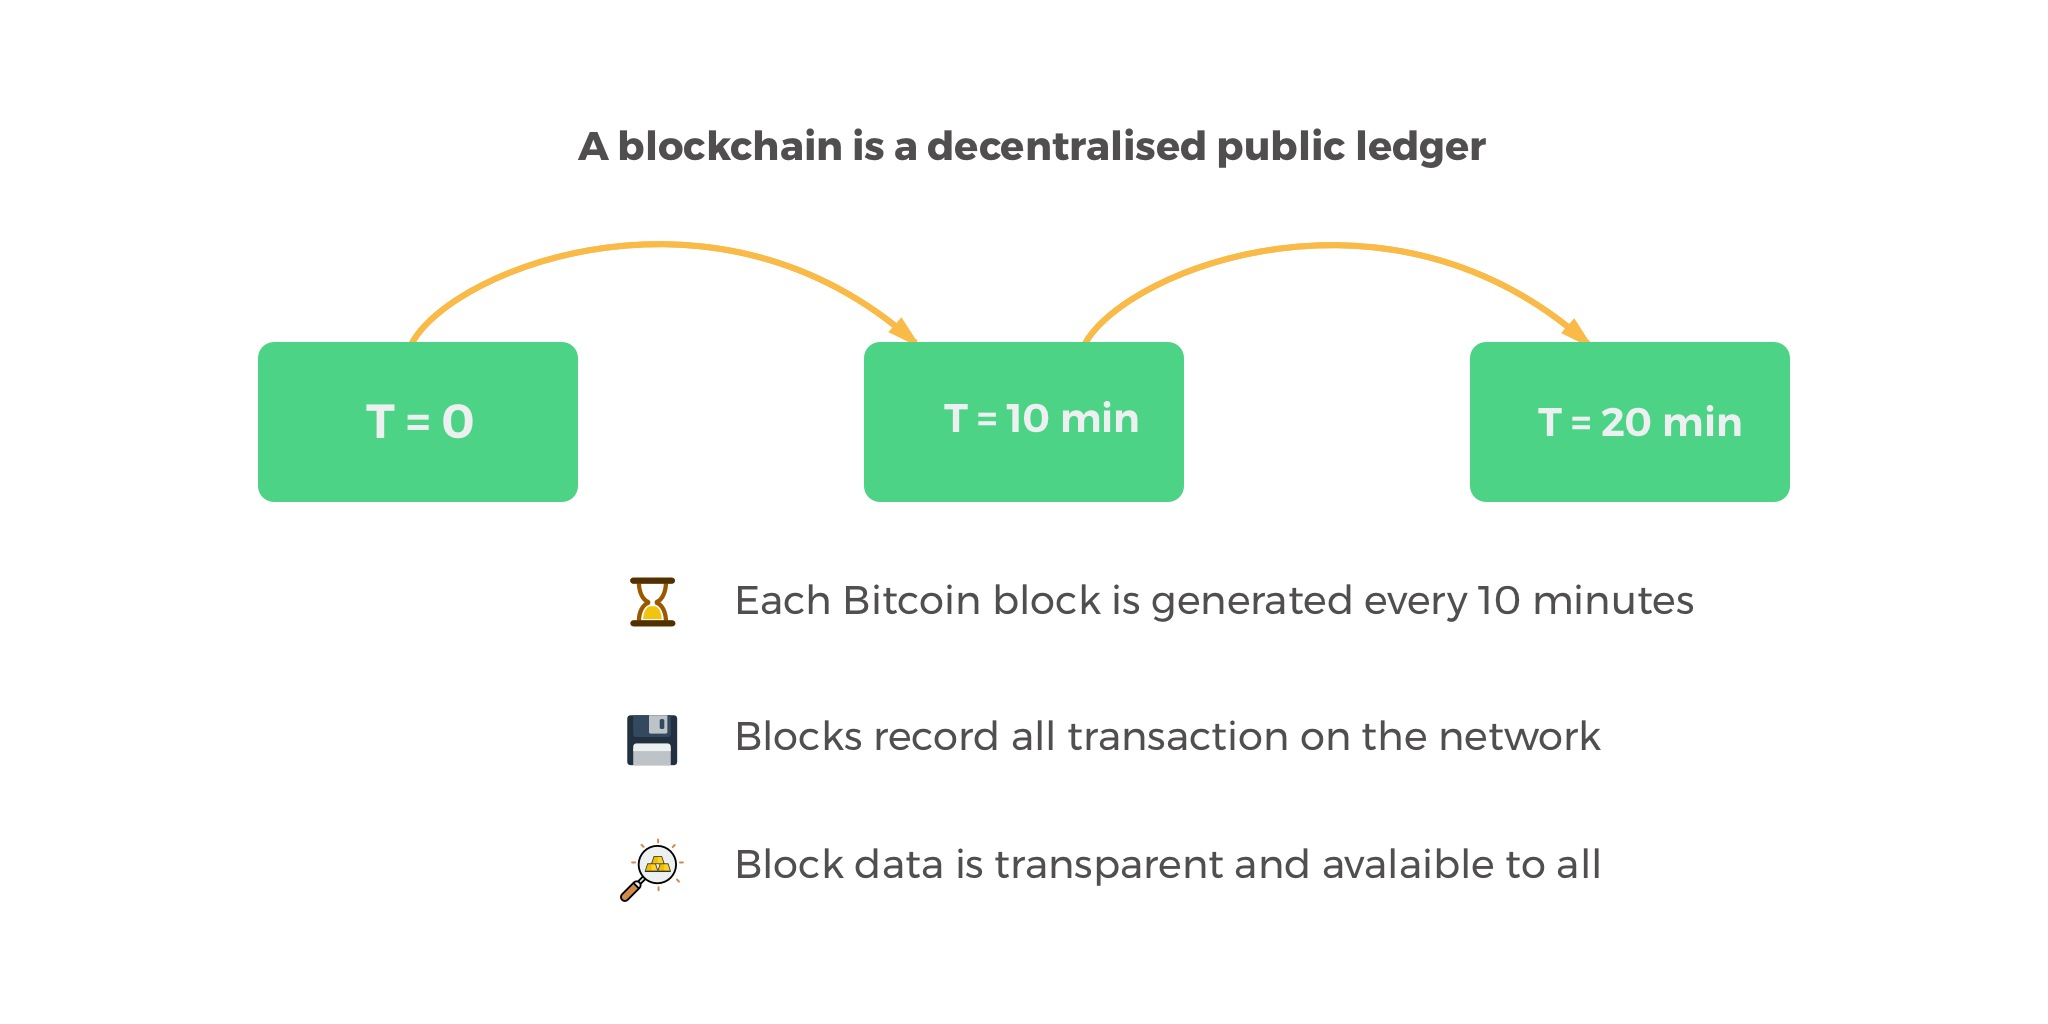 A blockchain is a decentralised public ledger
T = 0
T = 10 min
T = 20 min
Each Bitcoin block is generated every 10 minutes
Blocks record all transaction on the network
Block data is transparent and avalaible to all